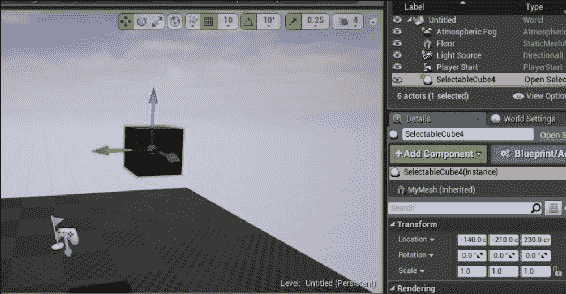 10 10° 0.25 4
Label Type
Untitled World
Atmospheric Fog Atmospheric
Floor StaticMesh
Light Source Directional
Player Start PlayerStart
SelectableCube4 Open Selec
6 actors (1 selected) View Option
Details World Settings
SelectableCube4 Open S
+Add Component Blueprint/A
SelectableCube4(Instance)
MyMesh (Inherited)
Search
Transform
Location -140.0 c -210.0 c 230.0 c
Rotation 0.0° 0.0° 0.0°
Scale 1.0 1.0 1.0
Rendering
Level: Untitled (Persistent)